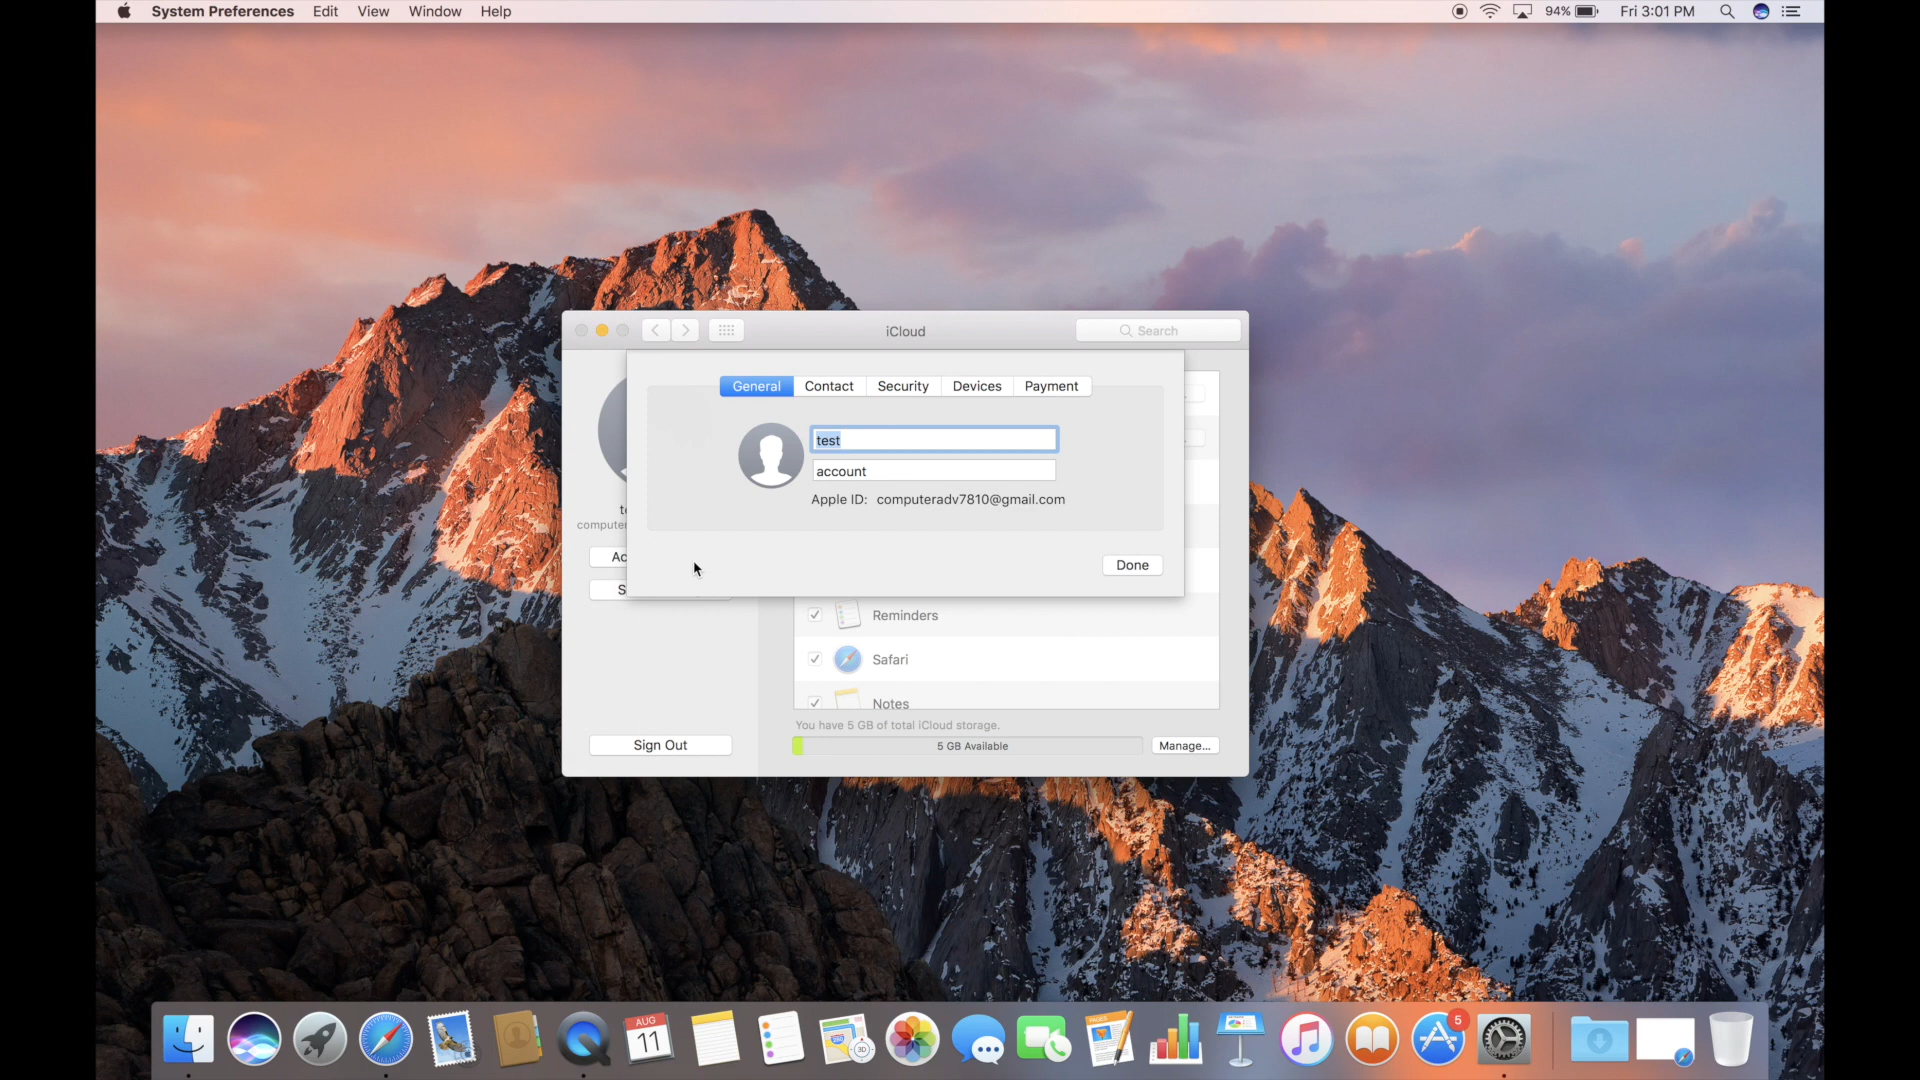 System Preferences Edit View Window Help 94% Fri 3:01 PM
iCloud Search
General Contact Security Devices Payment
test
account
Apple ID: computeradv7810@gmail.com
Done
Reminders
Safari
Notes
You have 5 GB of total iCloud storage.
Sign Out 5 GB Available Manage...
AUG
11
PAGES
3D
5